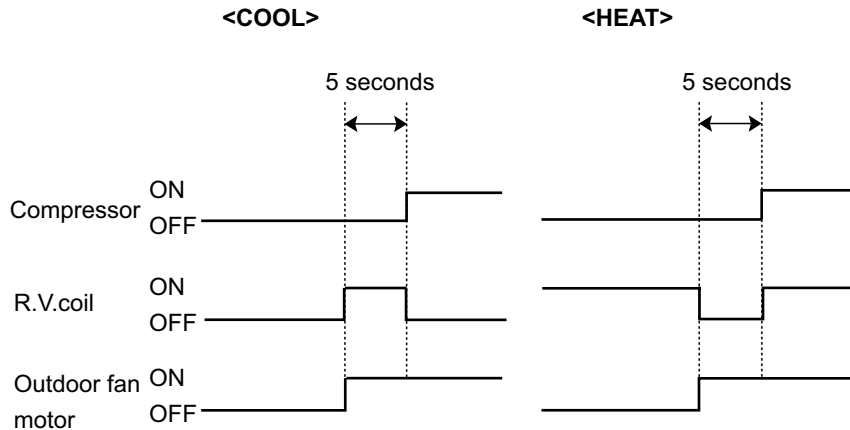 <COOL> <HEAT>
5 seconds 5 seconds
Compressor ON
OFF
R.V.coil ON
OFF
Outdoor fan motor ON
OFF